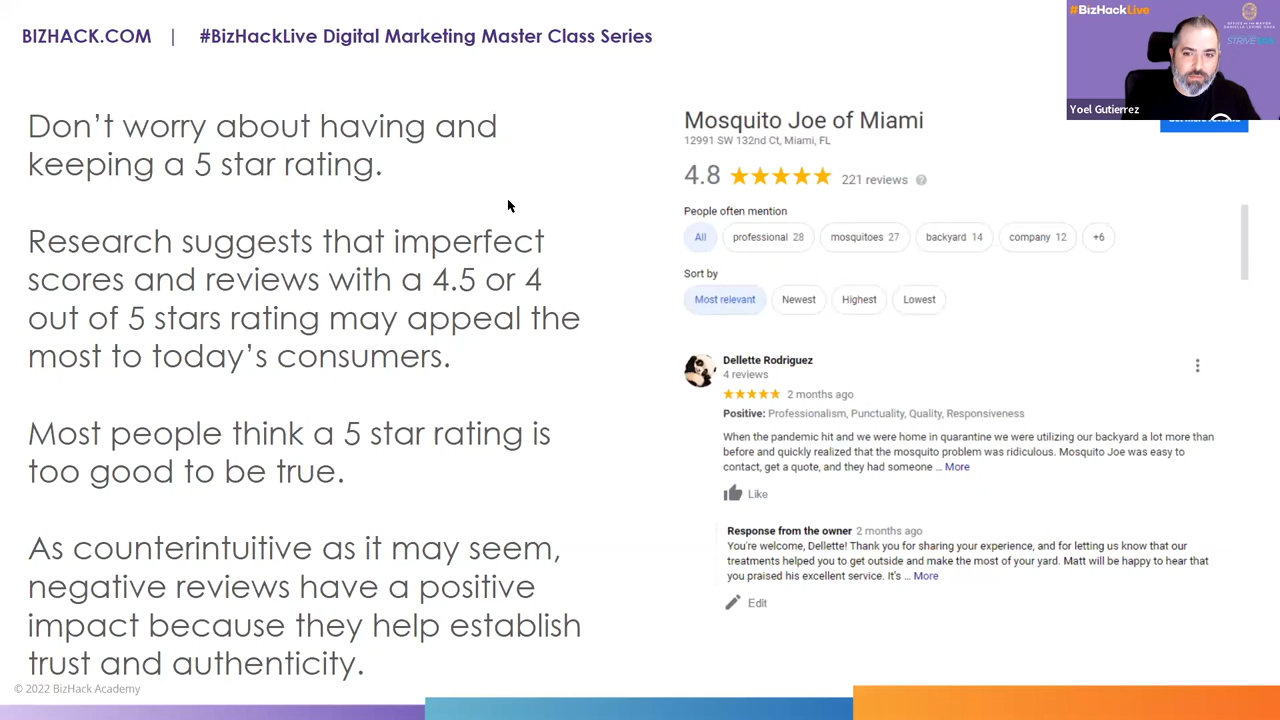 BIZHACK.COM | #BizHackLive Digital Marketing Master Class Series
#BizHackLive
Yoel Gutierrez
Don't worry about having and
keeping a 5 star rating.
Research suggests that imperfect
scores and reviews with a 4.5 or 4
out of 5 stars rating may appeal the
most to today's consumers.
Most people think a 5 star rating is
too good to be true.
As counterintuitive as it may seem,
negative reviews have a positive
impact because they help establish
trust and authenticity.
© 2022 BizHack Academy
Mosquito Joe of Miami
12991 SW 132nd Ct, Miami, FL
4.8 221 reviews
People often mention
All professional 28 mosquitoes 27 backyard 14 company 12 +6
Sort by
Most relevant Newest Highest Lowest
Dellette Rodriguez
4 reviews
2 months ago
Positive: Professionalism, Punctuality, Quality, Responsiveness
When the pandemic hit and we were home in quarantine we were utilizing our backyard a lot more than
before and quickly realized that the mosquito problem was ridiculous. Mosquito Joe was easy to
contact, get a quote, and they had someone ... More
Like
Response from the owner 2 months ago
You're welcome, Dellette! Thank you for sharing your experience, and for letting us know that our
treatments helped you to get outside and make the most of your yard. Matt will be happy to hear that
you praised his excellent service. It's ... More
Edit